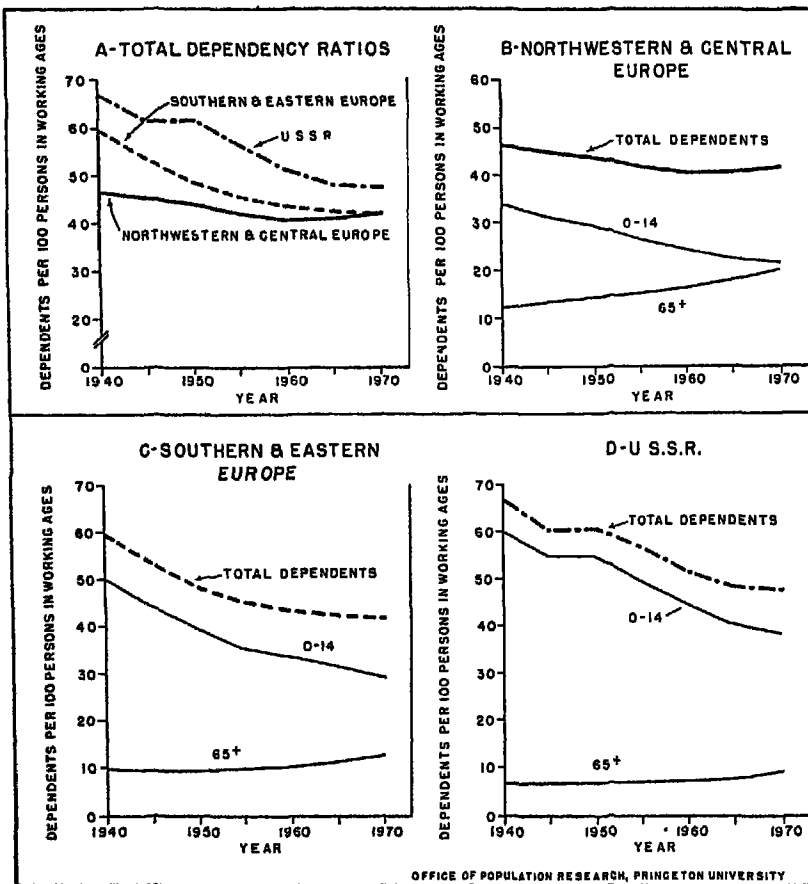 A-TOTAL DEPENDENCY RATIOS
DEPENDENTS PER 100 PERSONS IN WORKING AGES
70
60
50
40
30
20
0
SOUTHERN & EASTERN EUROPE
U S S R
NORTHWESTERN & CENTRAL EUROPE
1940 1950 1960 1970
YEAR
B-NORTHWESTERN & CENTRAL
EUROPE
DEPENDENTS PER 100 PERSONS IN WORKING AGES
60
50
40
30
20
10
0
TOTAL DEPENDENTS
0-14
65+
1940 1950 1960 1970
YEAR
C-SOUTHERN & EASTERN
EUROPE
DEPENDENTS PER 100 PERSONS IN WORKING AGES
70
60
50
40
30
20
10
0
TOTAL DEPENDENTS
0-14
65+
1940 1950 1960 1970
YEAR
D-U S.S.R.
DEPENDENTS PER 100 PERSONS IN WORKING AGES
70
60
50
40
30
20
10
0
TOTAL DEPENDENTS
0-14
65+
1940 1950 1960 1970
YEAR
OFFICE OF POPULATION RESEARCH, PRINCETON UNIVERSITY